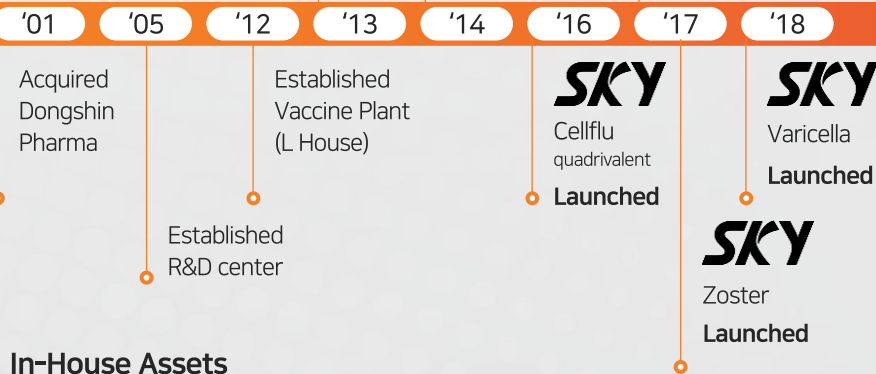 ‘01 ‘05 ‘12 ‘13 ‘14 ‘16 ‘17 ‘18
Acquired
Dongshin
Pharma
Established
R&D center
Established
Vaccine Plant
(L House)
SKY
Cellflu
quadrivalent
Launched
SKY
Zoster
Launched
SKY
Varicella
Launched
In-House Assets